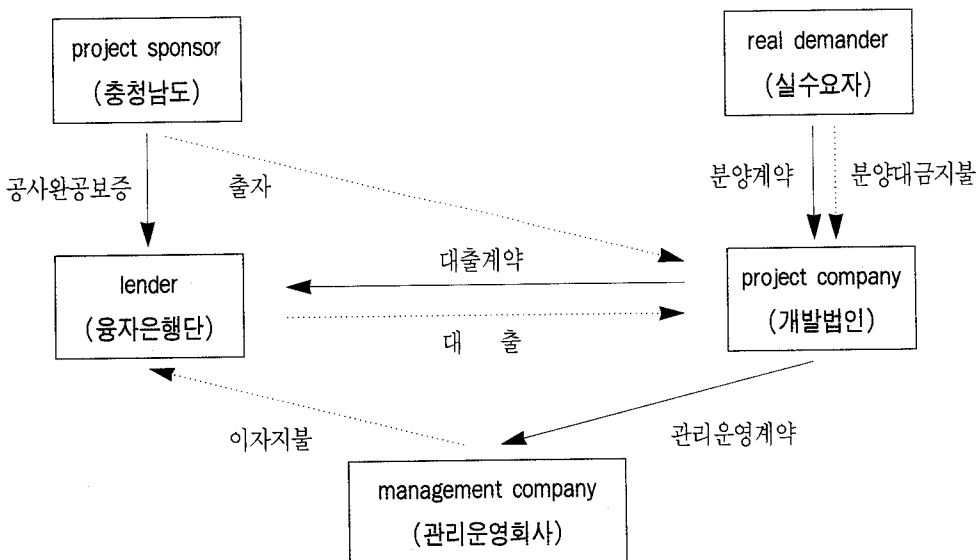 project sponsor
(충청남도)
real demander
(실수요자)
공사완공보증
출자
분양계약
분양대금지불
대출계약
lender
(융자은행단)
project company
(개발법인)
대 출
이자지불
관리운영계약
management company
(관리운영회사)